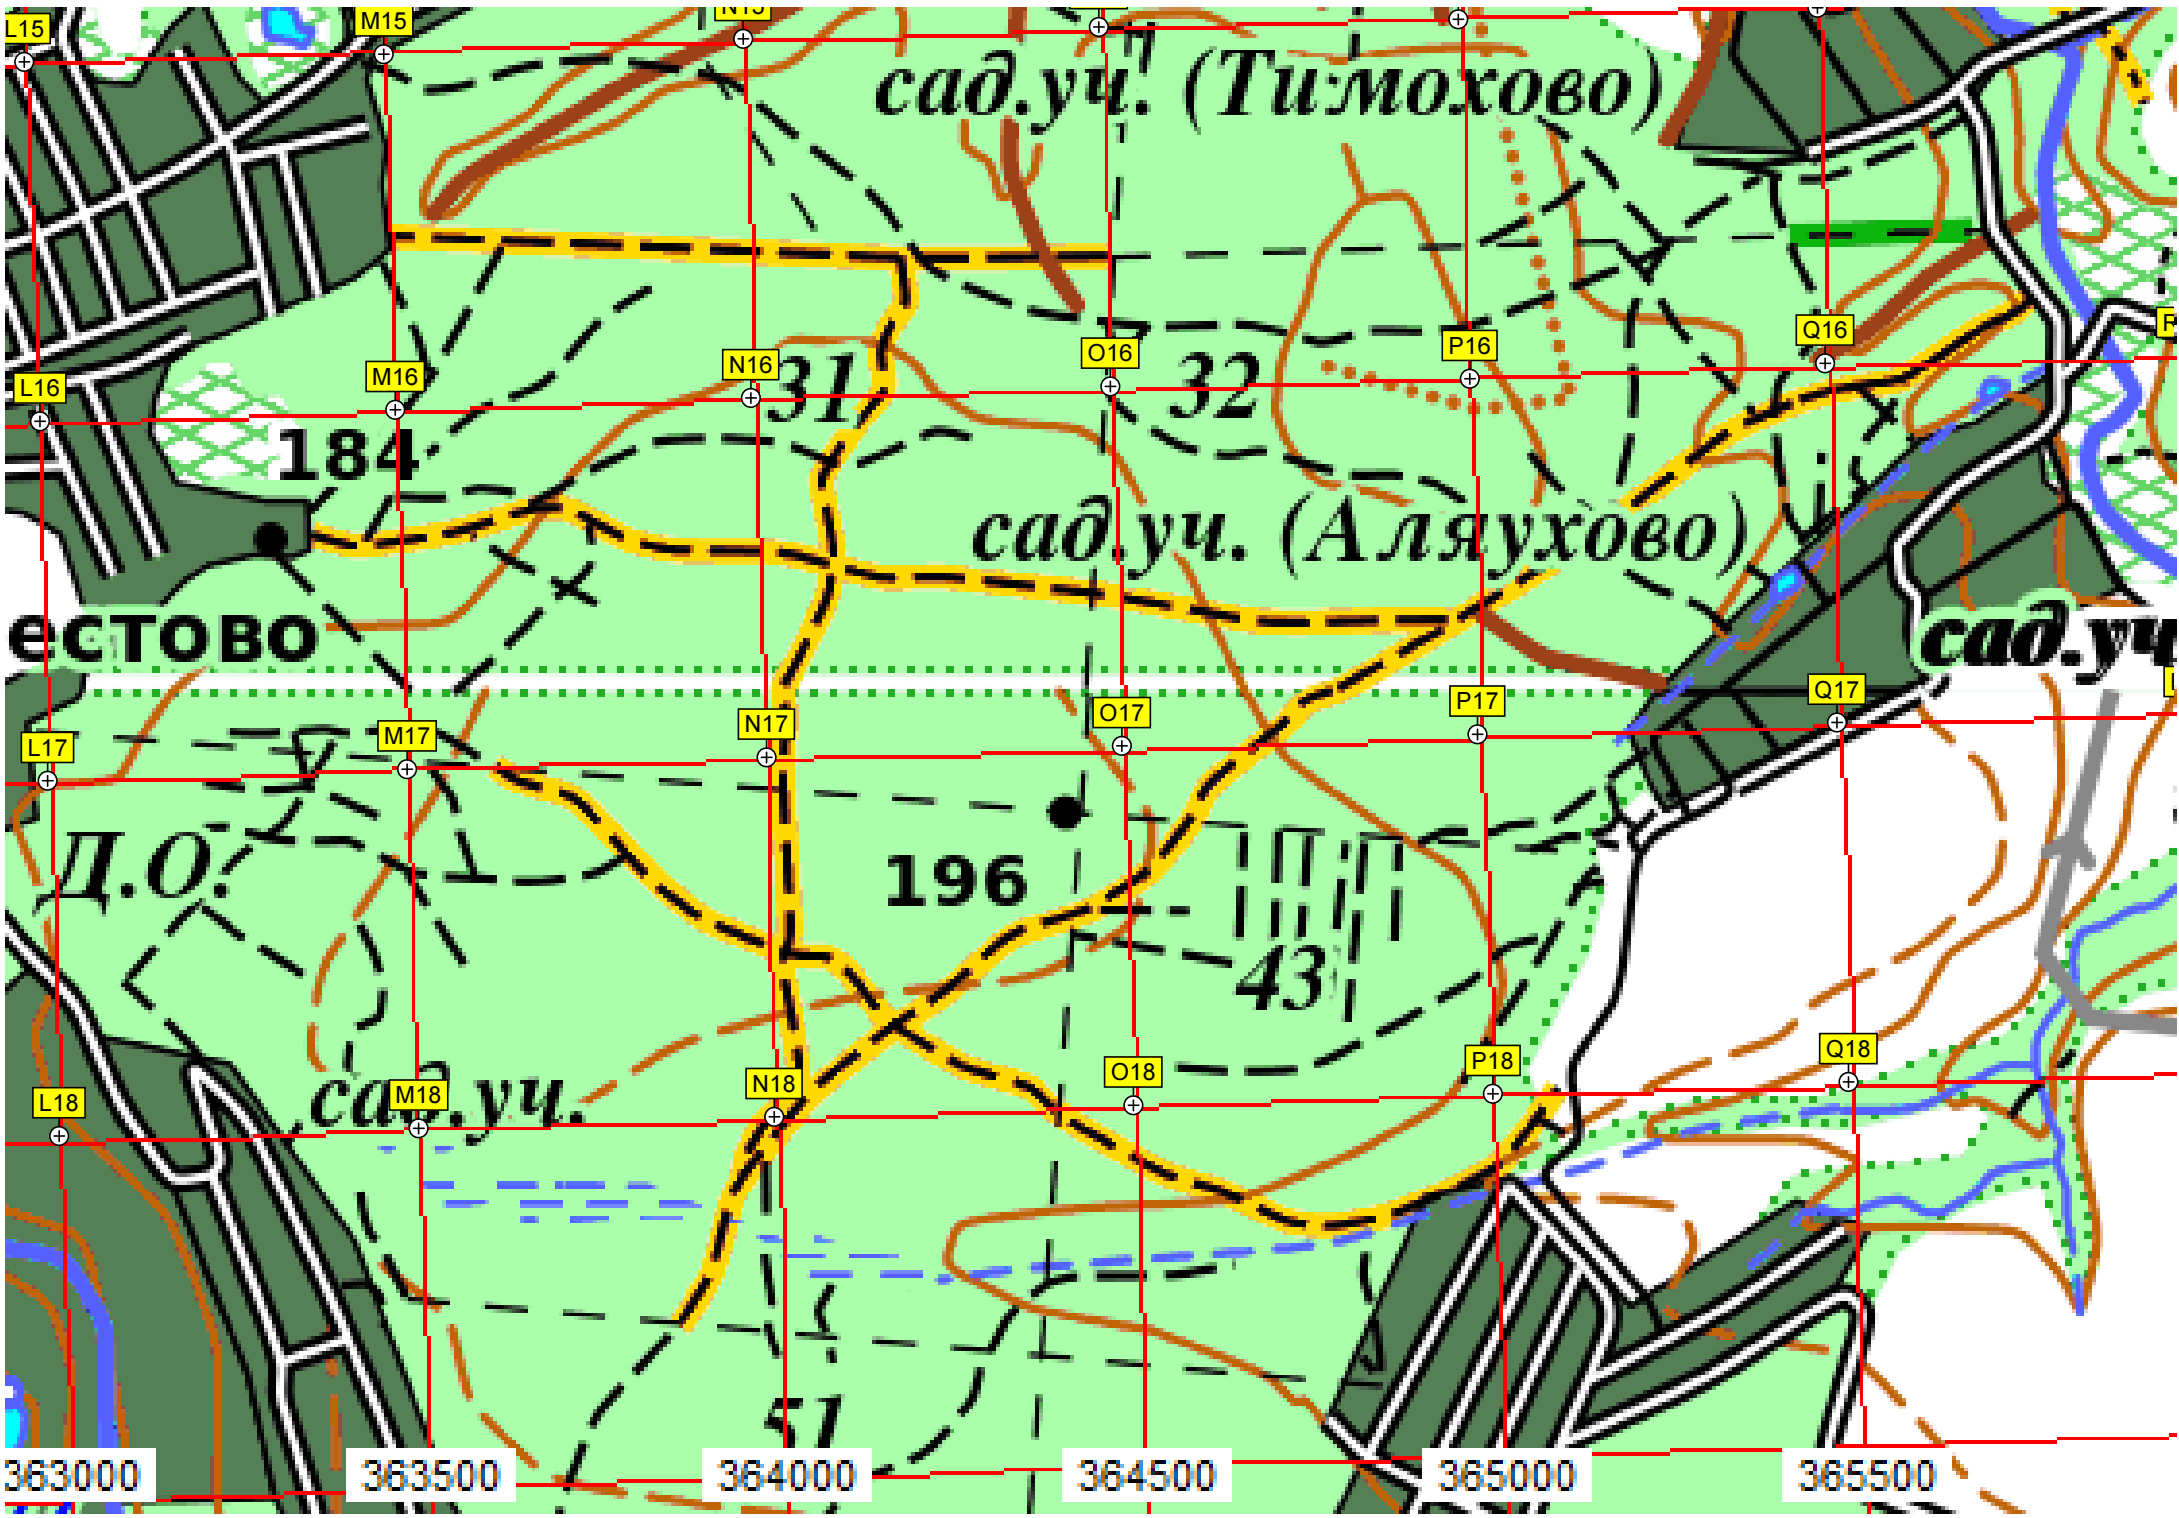 L15
M15
N15
сад.уч. (Тимохово)
L16
M16
N16
31
O16
32
P16
Q16
184
сад.уч. (Аляухово)
естово
сад.уч
L17
M17
N17
O17
P17
Q17
Д.О.
196
43
L18
M18
сад.уч.
N18
O18
P18
Q18
51
363000
363500
364000
364500
365000
365500